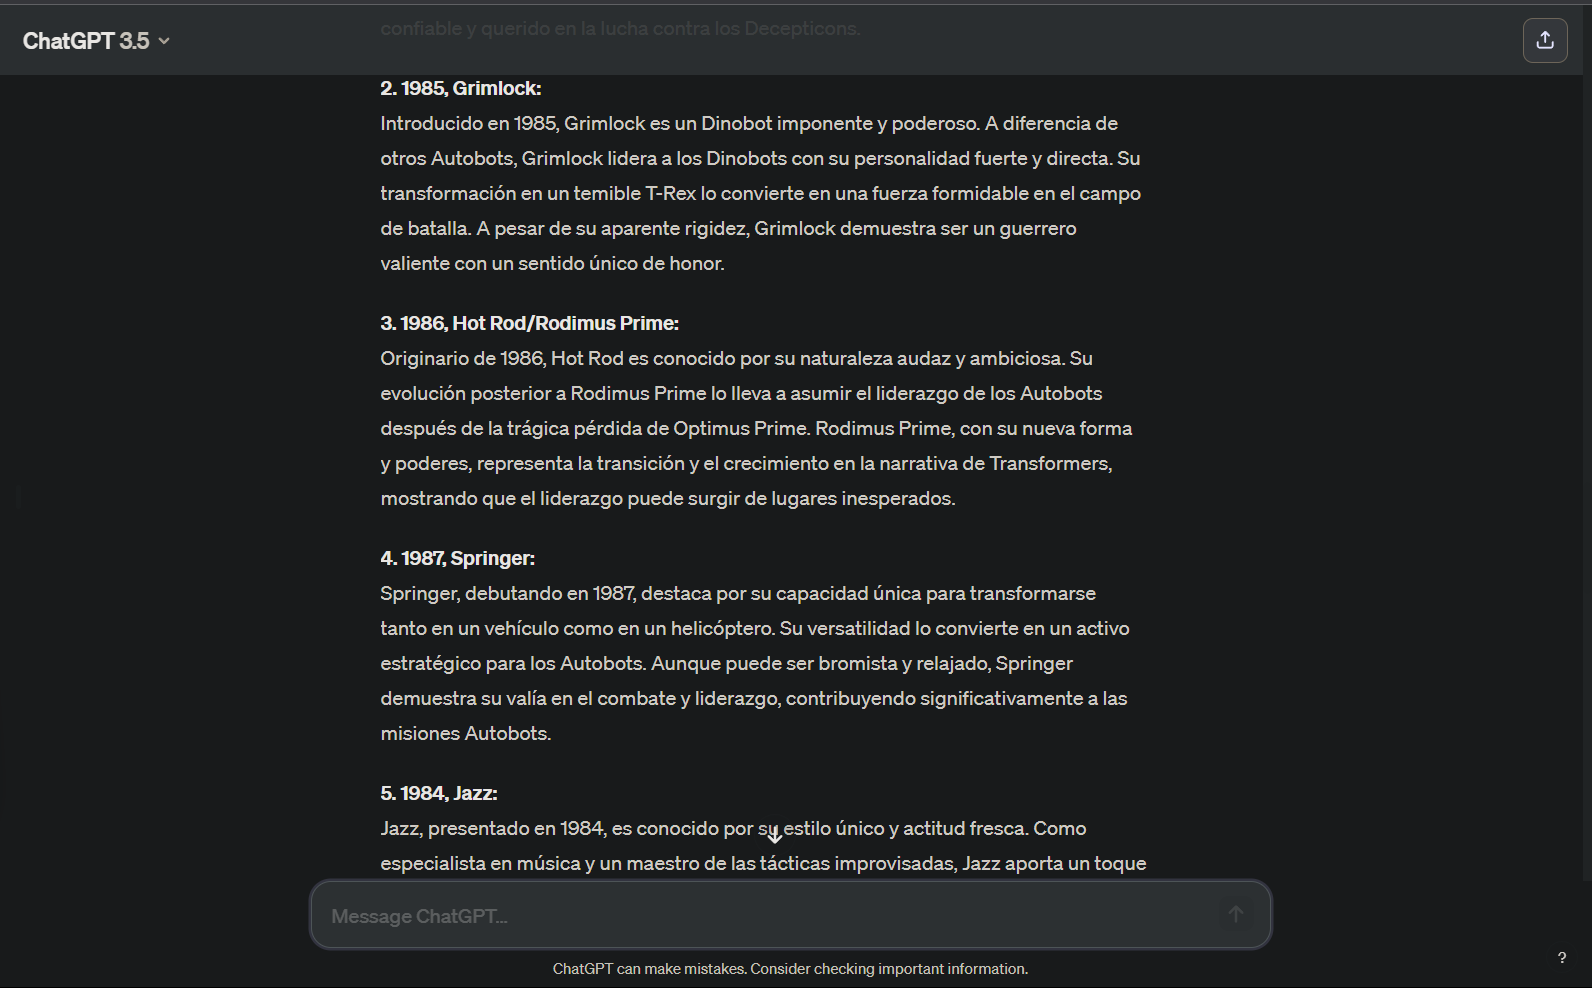 ChatGPT 3.5
confiable y querido en la lucha contra los Decepticons.
2. 1985, Grimlock:
Introducido en 1985, Grimlock es un Dinobot imponente y poderoso. A diferencia de
otros Autobots, Grimlock lidera a los Dinobots con su personalidad fuerte y directa. Su
transformación en un temible T-Rex lo convierte en una fuerza formidable en el campo
de batalla. A pesar de su aparente rigidez, Grimlock demuestra ser un guerrero
valiente con un sentido único de honor.
3. 1986, Hot Rod/Rodimus Prime:
Originario de 1986, Hot Rod es conocido por su naturaleza audaz y ambiciosa. Su
evolución posterior a Rodimus Prime lo lleva a asumir el liderazgo de los Autobots
después de la trágica pérdida de Optimus Prime. Rodimus Prime, con su nueva forma
y poderes, representa la transición y el crecimiento en la narrativa de Transformers,
mostrando que el liderazgo puede surgir de lugares inesperados.
4. 1987, Springer:
Springer, debutando en 1987, destaca por su capacidad única para transformarse
tanto en un vehículo como en un helicóptero. Su versatilidad lo convierte en un activo
estratégico para los Autobots. Aunque puede ser bromista y relajado, Springer
demuestra su valía en el combate y liderazgo, contribuyendo significativamente a las
misiones Autobots.
5. 1984, Jazz:
Jazz, presentado en 1984, es conocido por su estilo único y actitud fresca. Como
especialista en música y un maestro de las tácticas improvisadas, Jazz aporta un toque
Message ChatGPT...
ChatGPT can make mistakes. Consider checking important information.
?